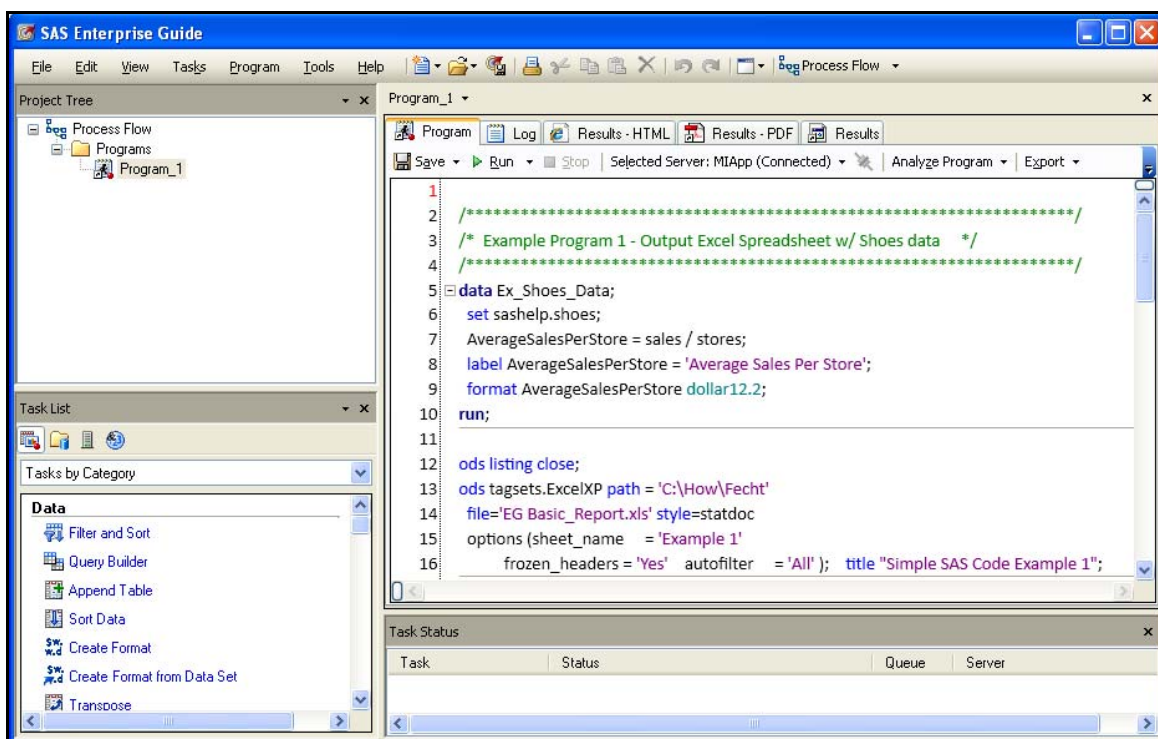 SAS Enterprise Guide
File Edit View Tasks Program Tools Help Process Flow
Project Tree
Process Flow
Programs
Program_1
Task List
Tasks by Category
Data
Filter and Sort
Query Builder
Append Table
Sort Data
Create Format
Create Format from Data Set
Transpose
Program_1
Program Log Results - HTML Results - PDF Results
Save Run Stop Selected Server: MIApp (Connected) Analyze Program Export
1
2 /*******************************************************************/
3 /* Example Program 1 - Output Excel Spreadsheet w/ Shoes data */
4 /*******************************************************************/
5 data Ex_Shoes_Data;
6 set sashelp.shoes;
7 AverageSalesPerStore = sales / stores;
8 label AverageSalesPerStore = 'Average Sales Per Store';
9 format AverageSalesPerStore dollar12.2;
10 run;
11
12 ods listing close;
13 ods tagsets.ExcelXP path = 'C:\How\Fecht'
14 file='EG Basic_Report.xls' style=statdoc
15 options (sheet_name = 'Example 1'
16 frozen_headers = 'Yes' autofilter = 'All' ); title "Simple SAS Code Example 1";
Task Status
Task Status Queue Server